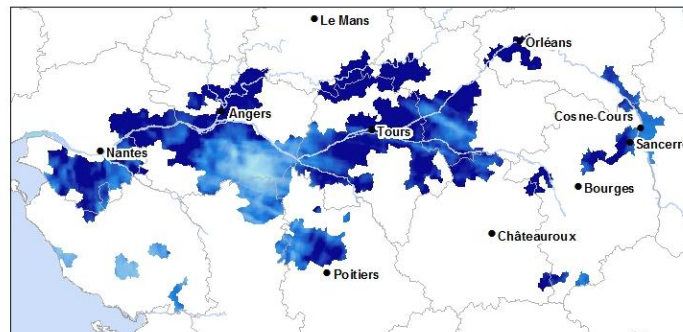 Le Mans
Orléans
Angers
Cosne-Cours
Tours
Sancerre
Nantes
Bourges
Châteauroux
Poitiers